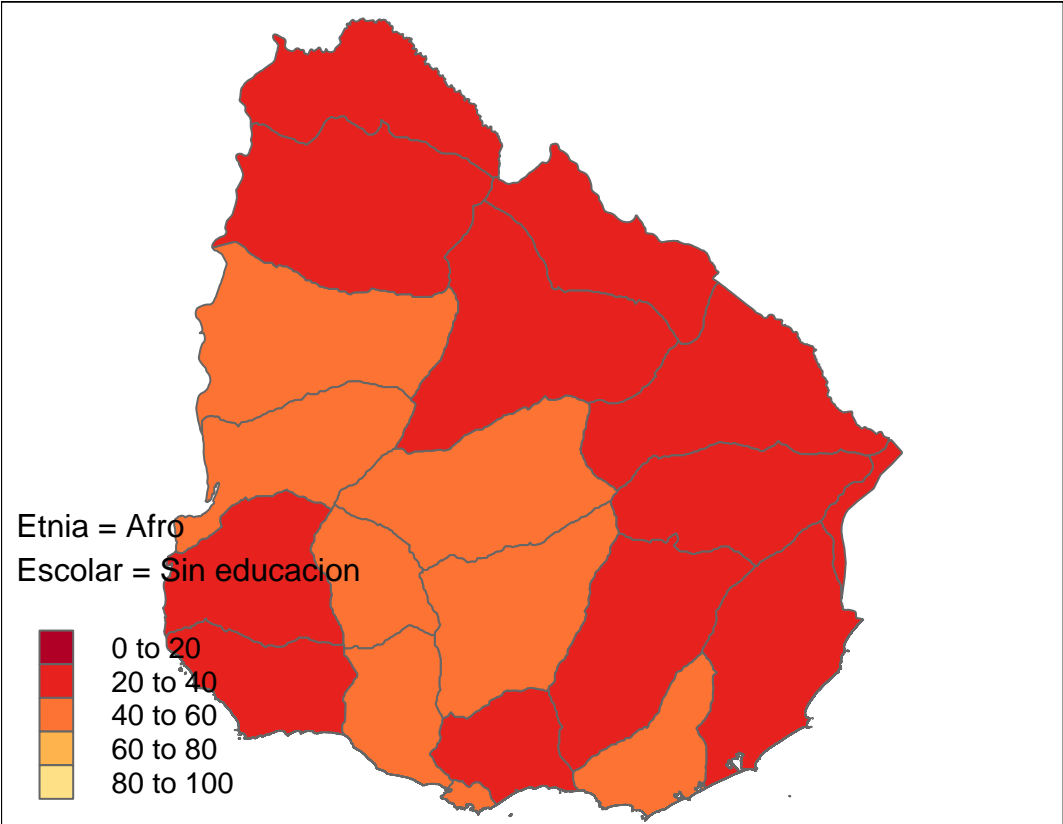 Etnia = Afro
Escolar = Sin educacion
0 to 20
20 to 40
40 to 60
60 to 80
80 to 100